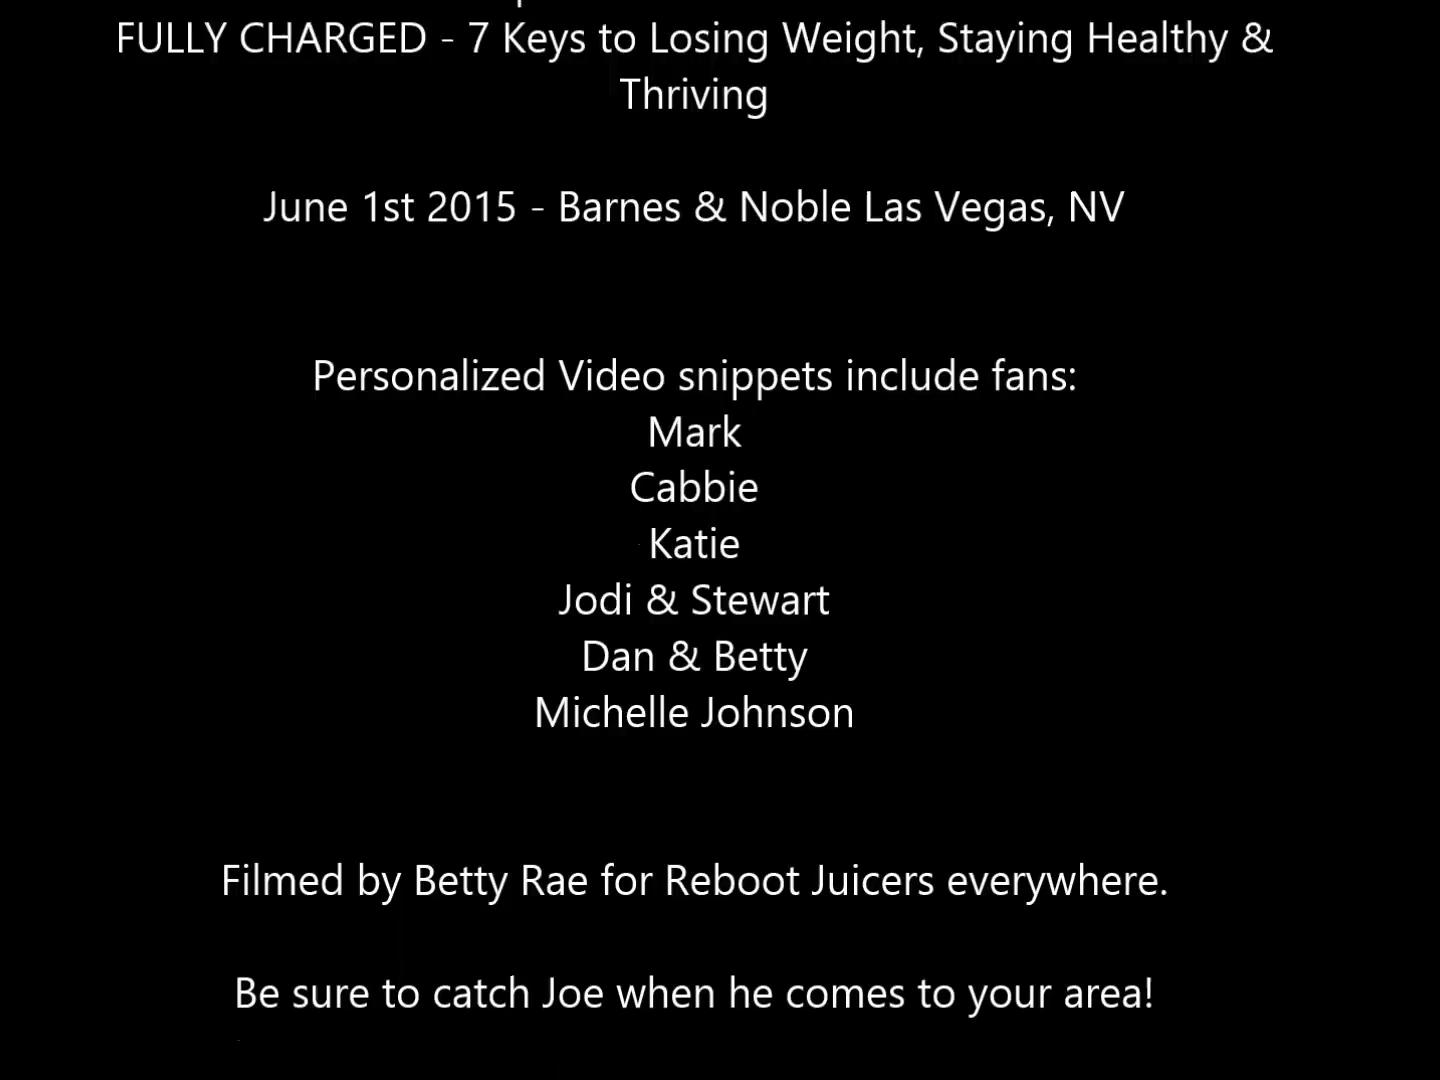 FULLY CHARGED - 7 Keys to Losing Weight, Staying Healthy &
Thriving
June 1st 2015 - Barnes & Noble Las Vegas, NV
Personalized Video snippets include fans:
Mark
Cabbie
Katie
Jodi & Stewart
Dan & Betty
Michelle Johnson
Filmed by Betty Rae for Reboot Juicers everywhere.
Be sure to catch Joe when he comes to your area!